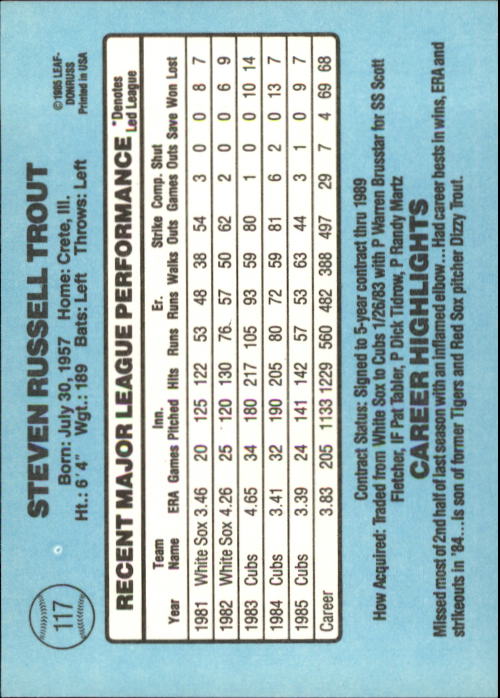 117
STEVEN RUSSELL TROUT
Born: July 30, 1957 Home: Crete, Ill.
Ht.: 6'4" Wgt.: 189 Bats: Left Throws: Left
©1985 LEAF-
DONRUSS
Printed in USA
RECENT MAJOR LEAGUE PERFORMANCE *Denotes
Led League
Team Inn. Er. Strike Comp. Shut
Year Name ERA Games Pitched Hits Runs Runs Walks Outs Games Outs Save Won Lost
1981 White Sox 3.46 20 125 122 53 48 38 54 3 0 0 8 7
1982 White Sox 4.26 25 120 130 76 57 50 62 2 0 0 6 9
1983 Cubs 4.65 34 180 217 105 93 59 80 1 0 0 10 14
1984 Cubs 3.41 32 190 205 80 72 59 81 6 2 0 13 7
1985 Cubs 3.39 24 141 142 57 53 63 44 3 1 0 9 7
Career 3.83 205 1133 1229 560 482 388 497 29 7 4 69 68
Contract Status: Signed to 5-year contract thru 1989
How Acquired: Traded from White Sox to Cubs 1/26/83 with P Warren Brusstar for SS Scott
Fletcher, IF Pat Tabler, P Dick Tidrow, P Randy Martz
CAREER HIGHLIGHTS
Missed most of 2nd half of last season with an inflamed elbow...Had career bests in wins, ERA and
strikeouts in '84...Is son of former Tigers and Red Sox pitcher Dizzy Trout.